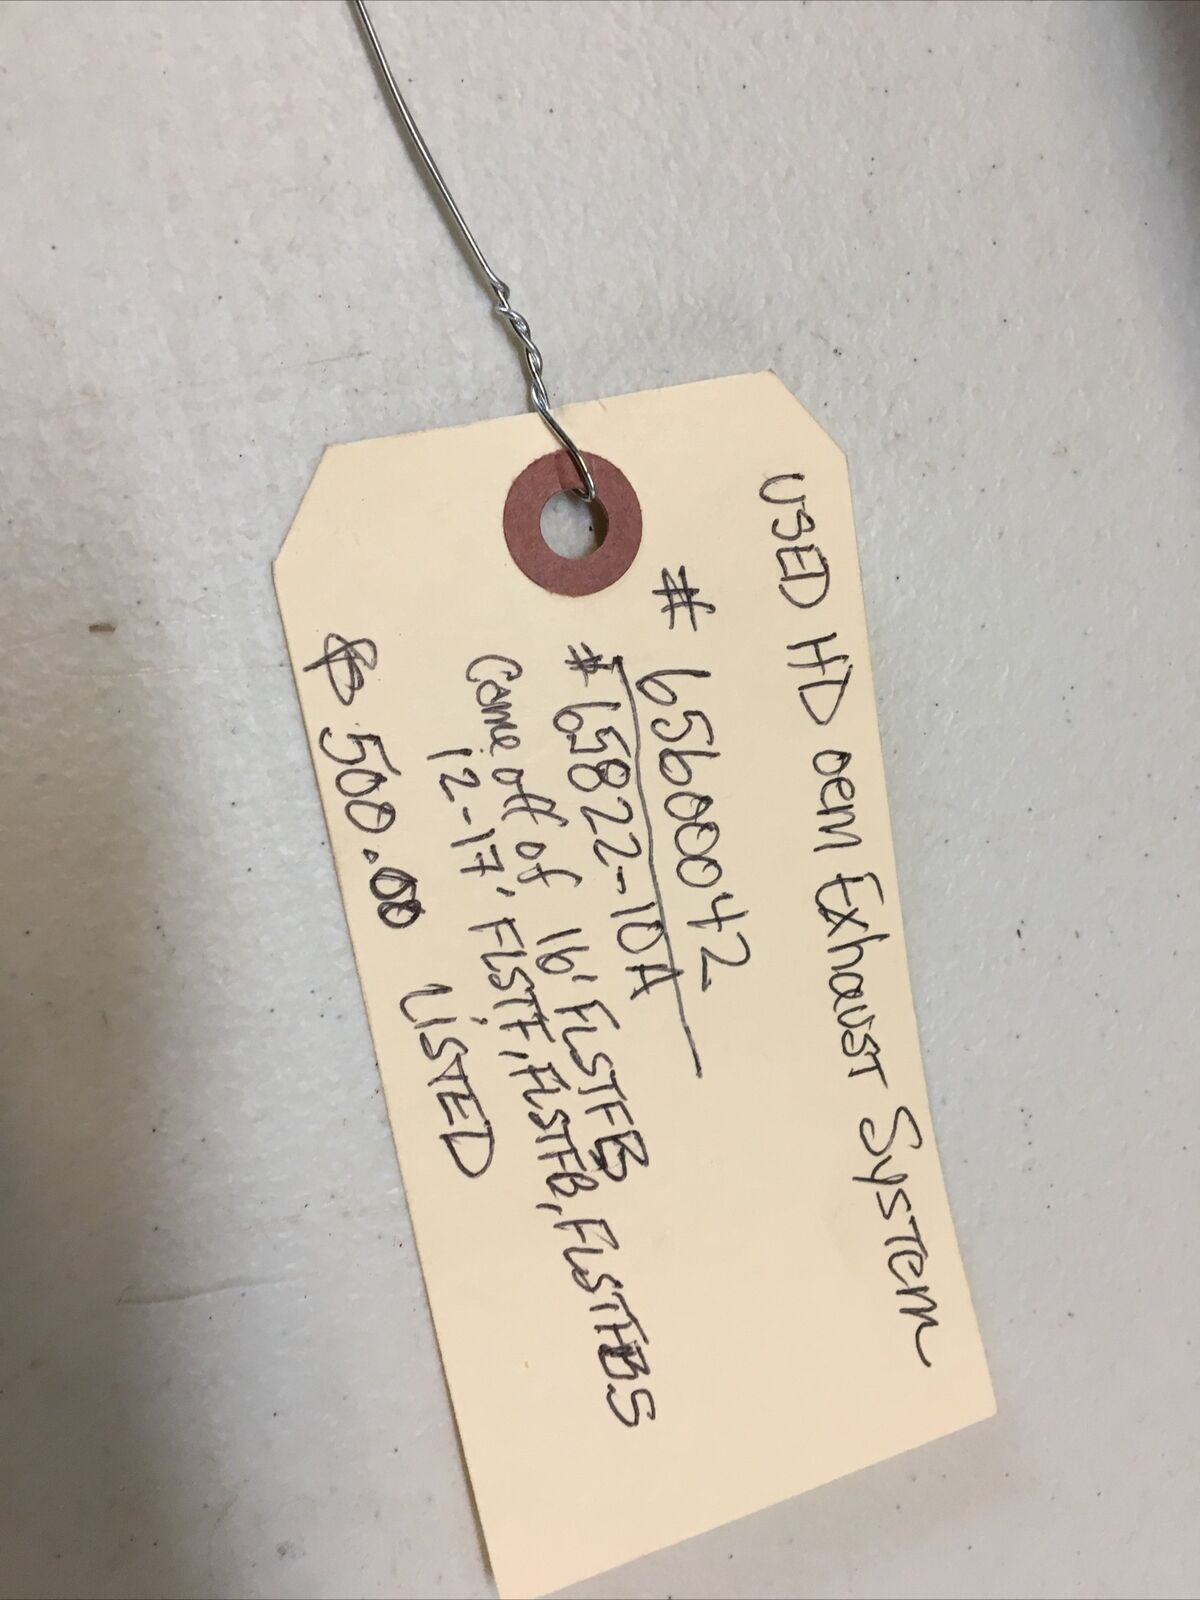 USED HD oem Exhaust System
# 65600042
# 65822-10A
Came off of 16' FLSTFB
12-17' FLSTF, FLSTFB, FLSTFBS
$ 500.00 LISTED